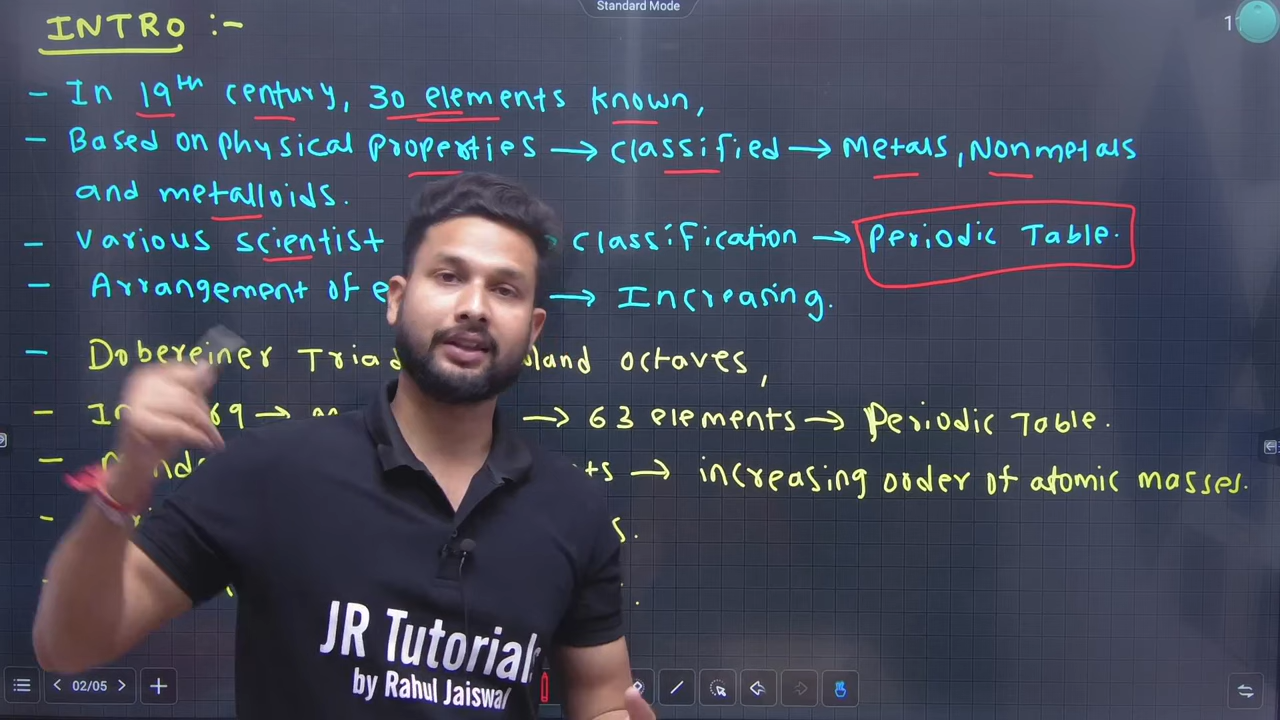 Standard Mode
INTRO :-
- In 19th century, 30 elements known,
- Based on physical properties → classified → Metals, Nonmetals
and metalloids.
- Various scientist classification → Periodic Table.
- Arrangement of → Increasing.
- Dobereiner octaves,
- In → 63 elements → Periodic Table.
- → increasing order of atomic masses.
JR Tutorials
by Rahul Jaiswal
02/05